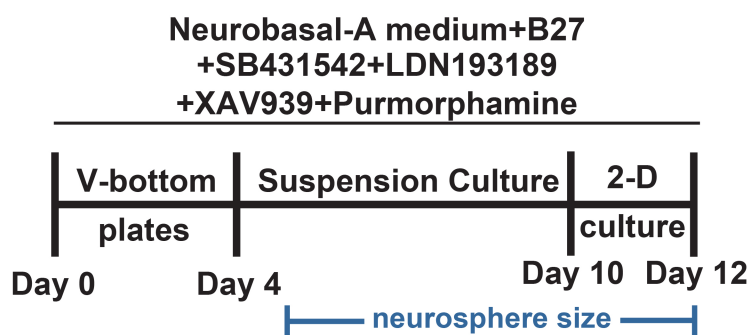 Neurobasal-A medium+B27
+SB431542+LDN193189
+XAV939+Purmorphamine
V-bottom
plates
Suspension Culture
2-D
culture
Day 0
Day 4
Day 10
Day 12
neurosphere size